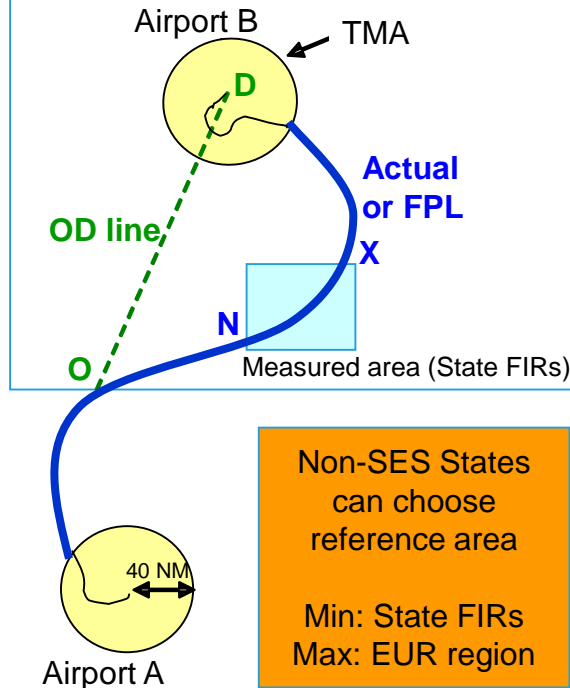 Airport B
TMA
D
Actual
or FPL
OD line
X
N
Measured area (State FIRs)
O
Non-SES States
can choose
reference area
Min: State FIRs
Max: EUR region
40 NM
Airport A